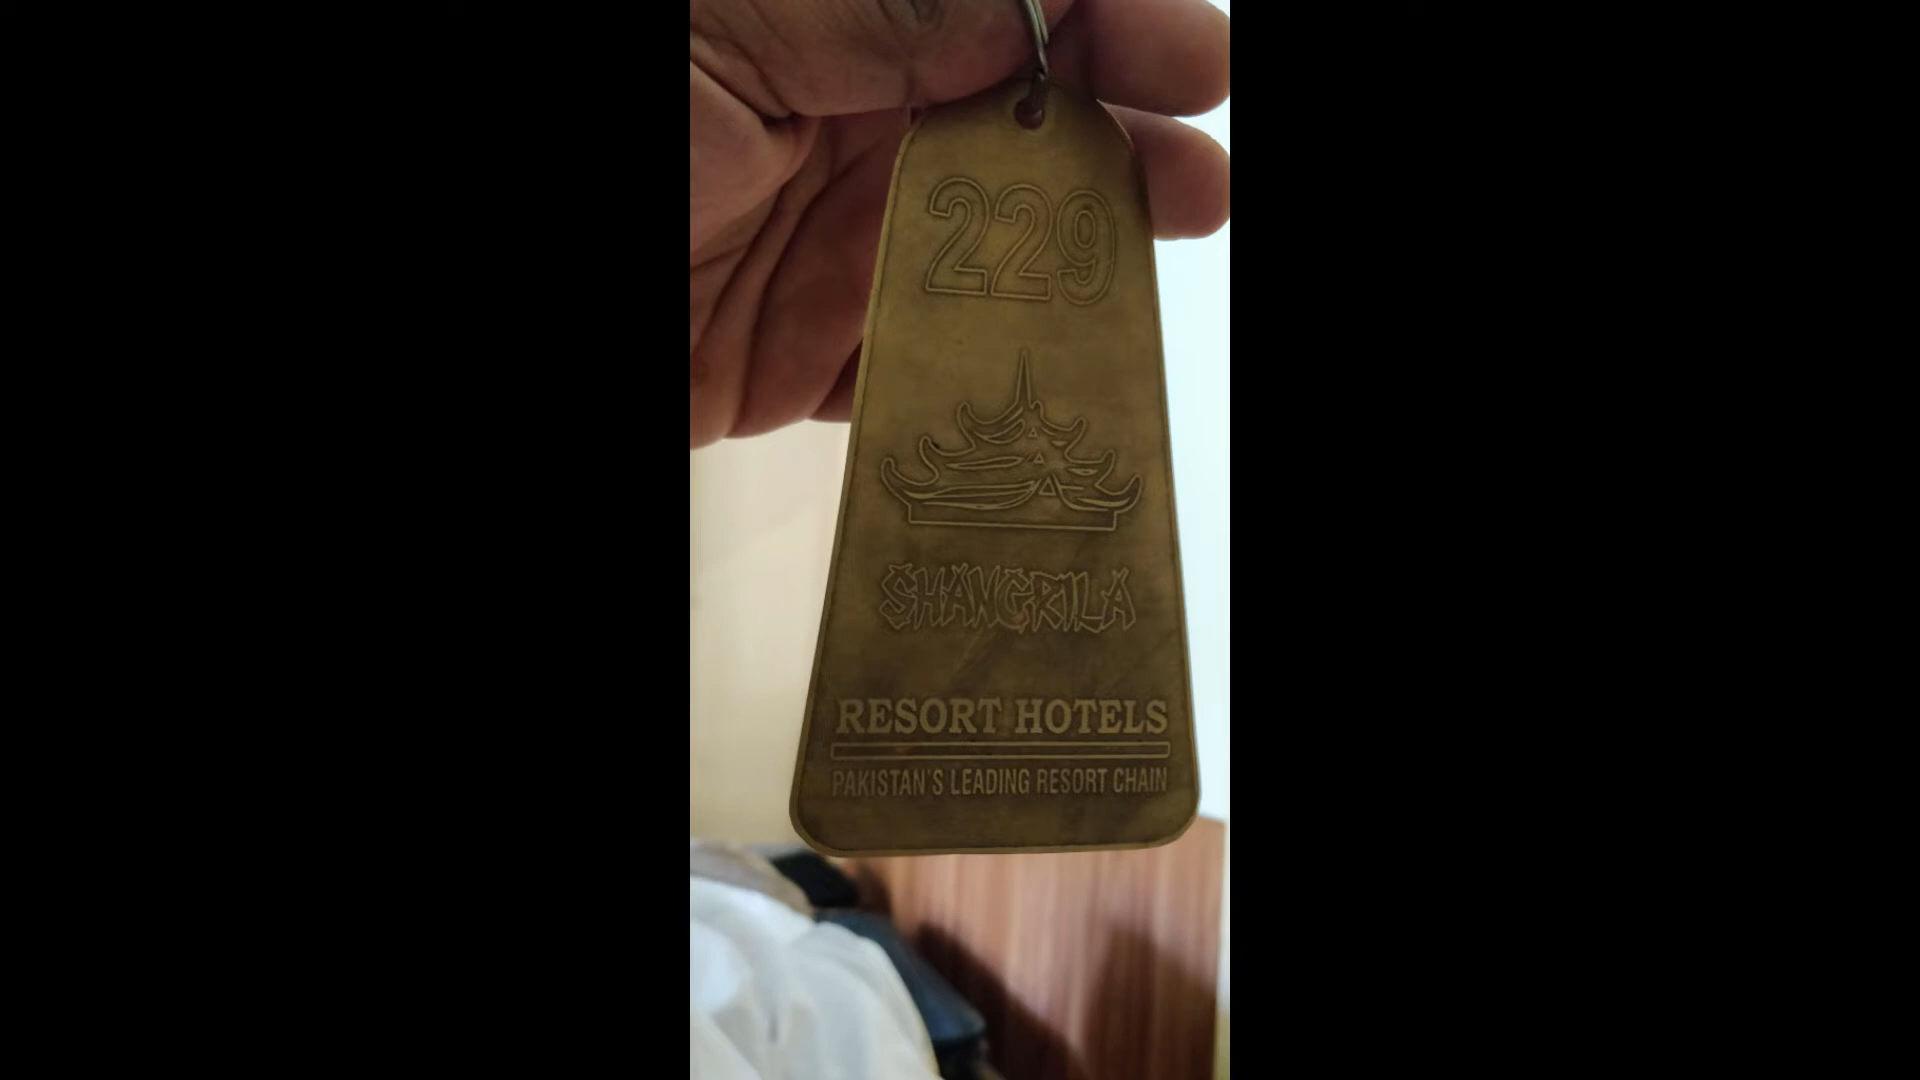 229
SHANGRILA
RESORT HOTELS
PAKISTAN'S LEADING RESORT CHAIN